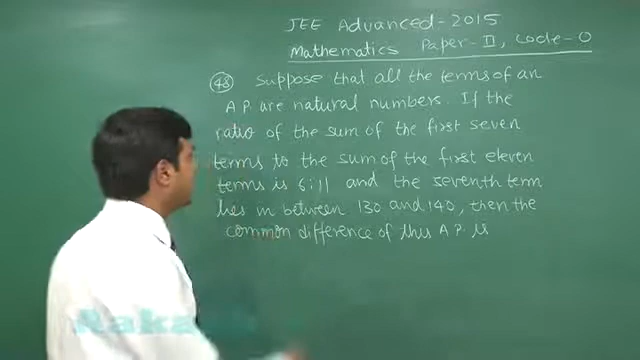 JEE Advanced - 2015
Mathematics Paper-II, Code-0
48 Suppose that all the terms of an
A.P. are natural numbers. If the
ratio of the sum of the first seven
terms to the sum of the first eleven
terms is 6:11 and the seventh term
lies in between 130 and 140, then the
common difference of this A.P. is
Aakash